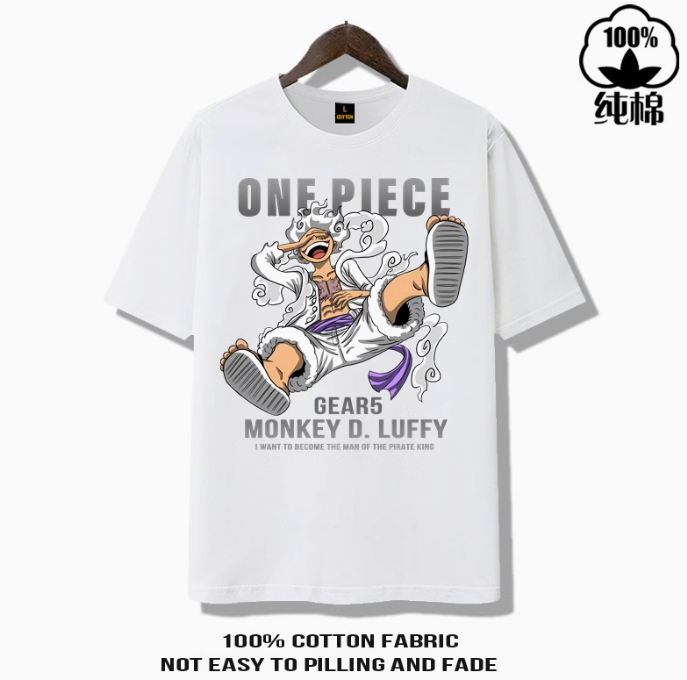 100%
纯棉
L
COTTON
ONE PIECE
GEAR5
MONKEY D. LUFFY
I WANT TO BECOME THE MAN OF THE PIRATE KING
100% COTTON FABRIC
NOT EASY TO PILLING AND FADE